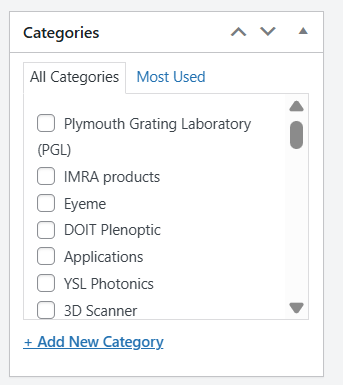 Categories
All Categories Most Used
Plymouth Grating Laboratory
(PGL)
IMRA products
Eyeme
DOIT Plenoptic
Applications
YSL Photonics
3D Scanner
+ Add New Category